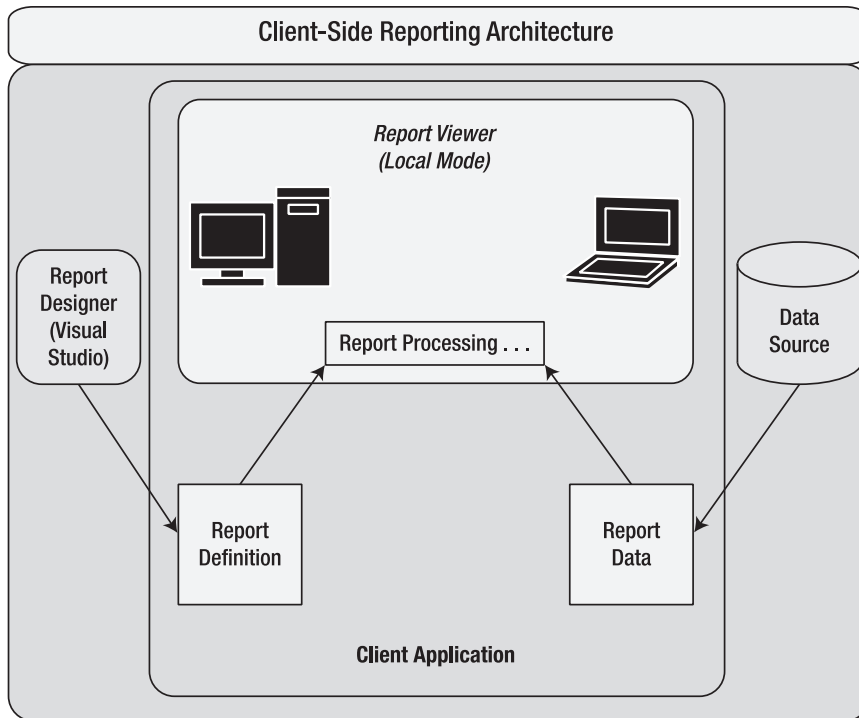 Client-Side Reporting Architecture
Report Viewer
(Local Mode)
Report
Designer
(Visual
Studio)
Data
Source
Report Processing . . .
Report
Definition
Report
Data
Client Application